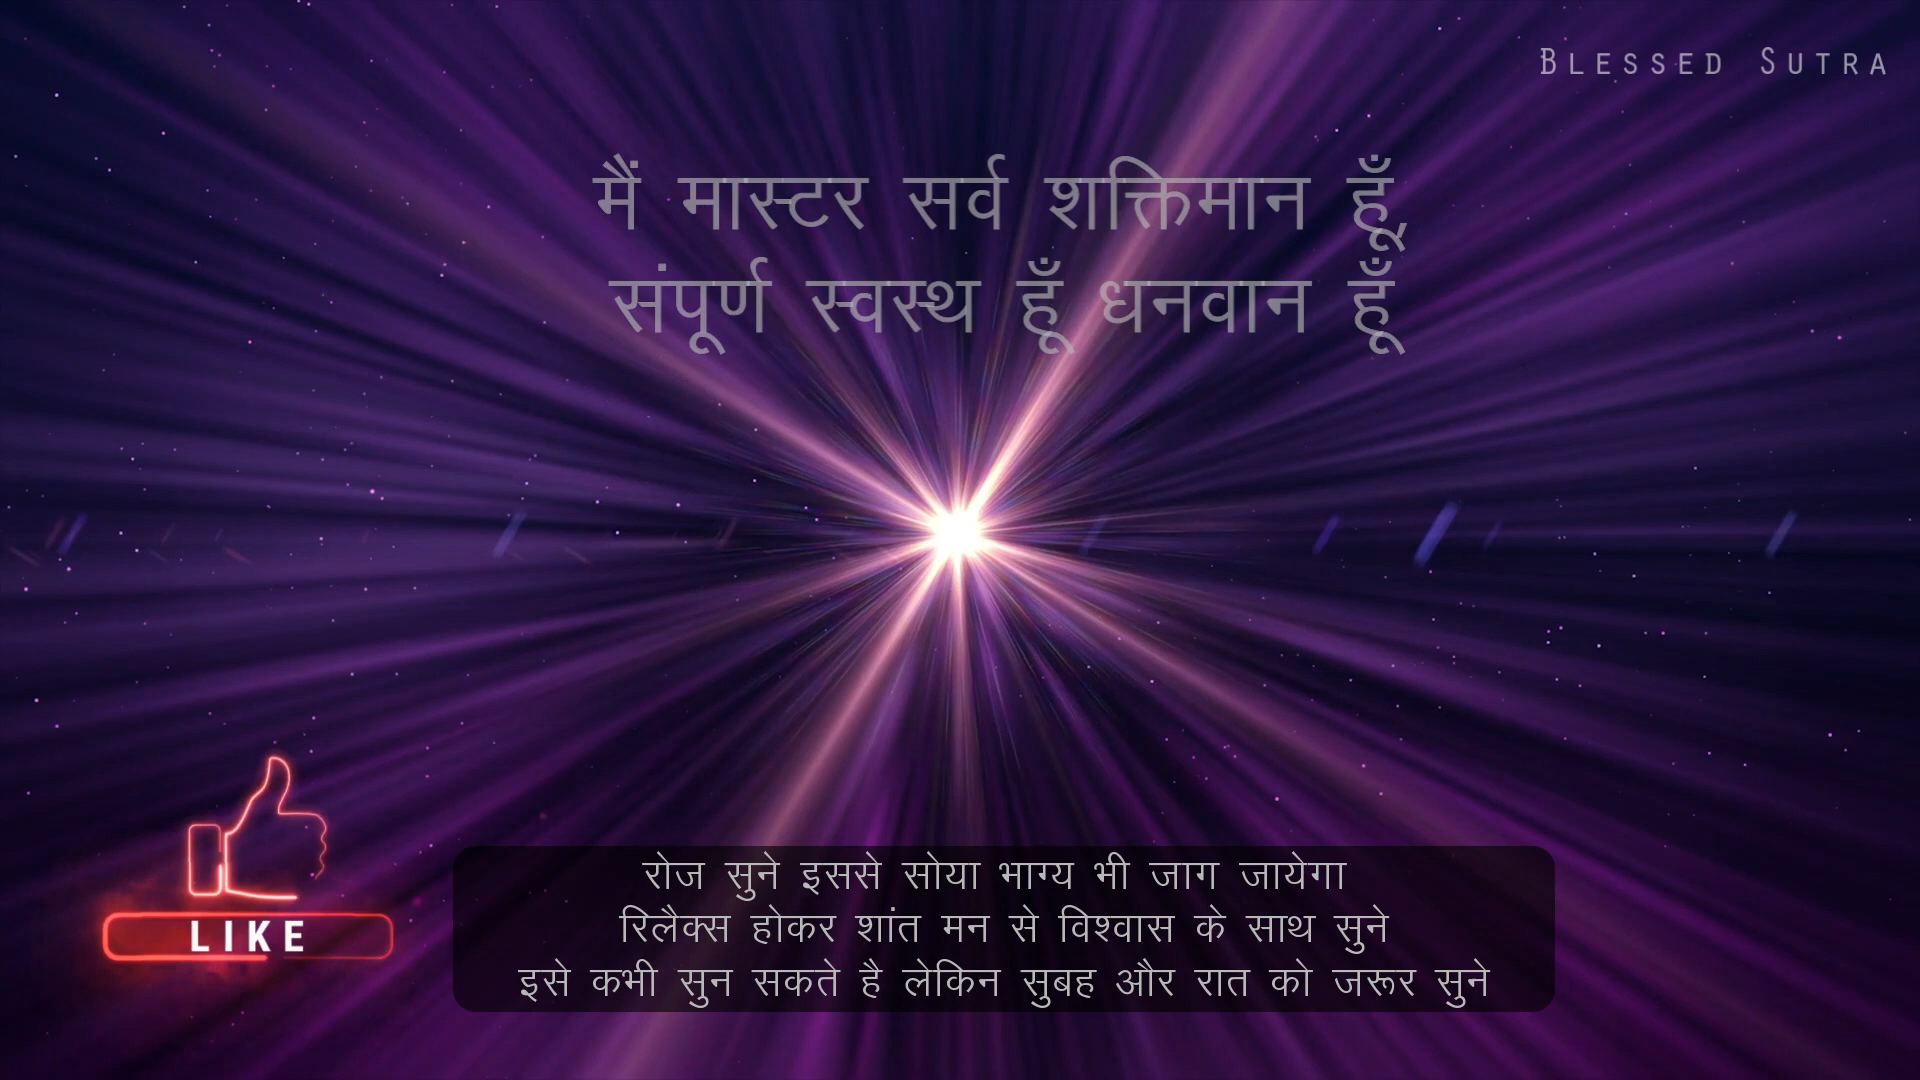 BLESSED SUTRA
मैं मास्टर सर्व शक्तिमान हूँ,
संपूर्ण स्वस्थ हूँ धनवान हूँ
LIKE
रोज सुने इससे सोया भाग्य भी जाग जायेगा
रिलैक्स होकर शांत मन से विश्वास के साथ सुने
इसे कभी सुन सकते है लेकिन सुबह और रात को जरूर सुने